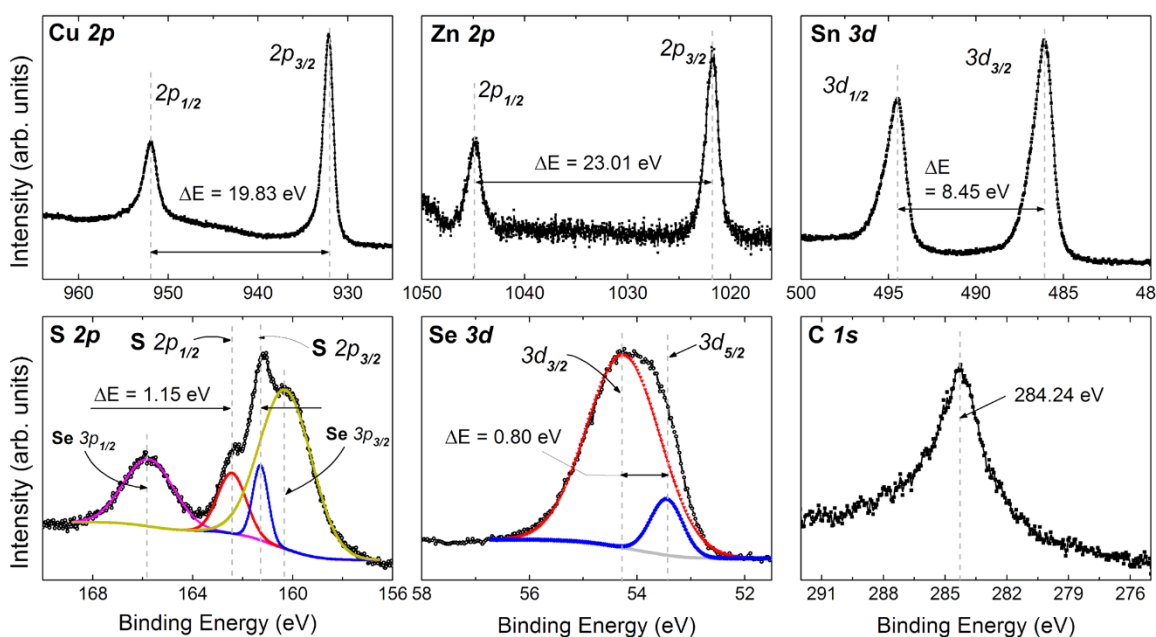 Cu 2p
2p1/2
2p3/2
ΔE = 19.83 eV
960 950 940 930
Zn 2p
2p1/2
2p3/2
ΔE = 23.01 eV
1050 1040 1030 1020
Sn 3d
3d1/2
3d3/2
ΔE
= 8.45 eV
500 495 490 485 48
Intensity (arb. units)
S 2p
S 2p1/2
S 2p3/2
ΔE = 1.15 eV
Se 3p1/2
Se 3p3/2
168 164 160 156
Binding Energy (eV)
Se 3d
3d3/2
3d5/2
ΔE = 0.80 eV
58 56 54 52
Binding Energy (eV)
C 1s
284.24 eV
291 288 285 282 279 276
Binding Energy (eV)
Intensity (arb. units)